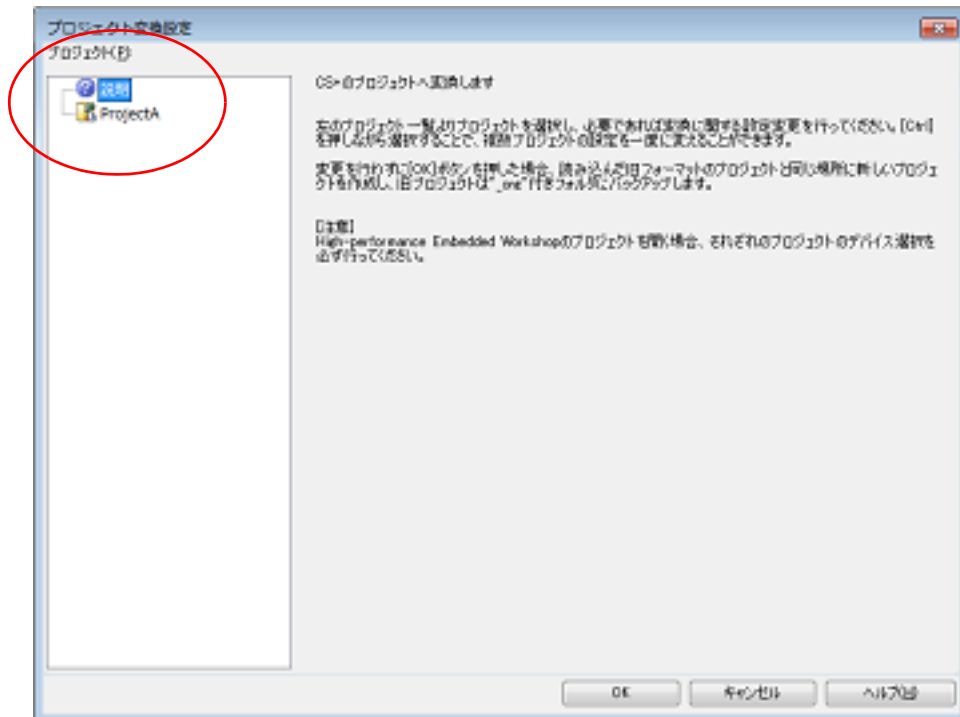 プロジェクト変換設定
プロジェクト(P):
説明
ProjectA
CS+のプロジェクトへ変換します
左のプロジェクト一覧よりプロジェクトを選択し、必要であれば変換に関する設定変更を行ってください。[Ctrl]
を押しながら選択することで、複数プロジェクトの設定を一度に変えることができます。
変更を行わずに[OK]ボタンを押した場合、読み込んだ旧フォーマットのプロジェクトと同じ場所に新しいプロジェ
クトを作成し、旧プロジェクトは"_org"付きフォルダにバックアップします。
【注意】
High-performance Embedded Workshopのプロジェクトを開く場合、それぞれのプロジェクトのデバイス選択を
必ず行ってください。
OK
キャンセル
ヘルプ(H)